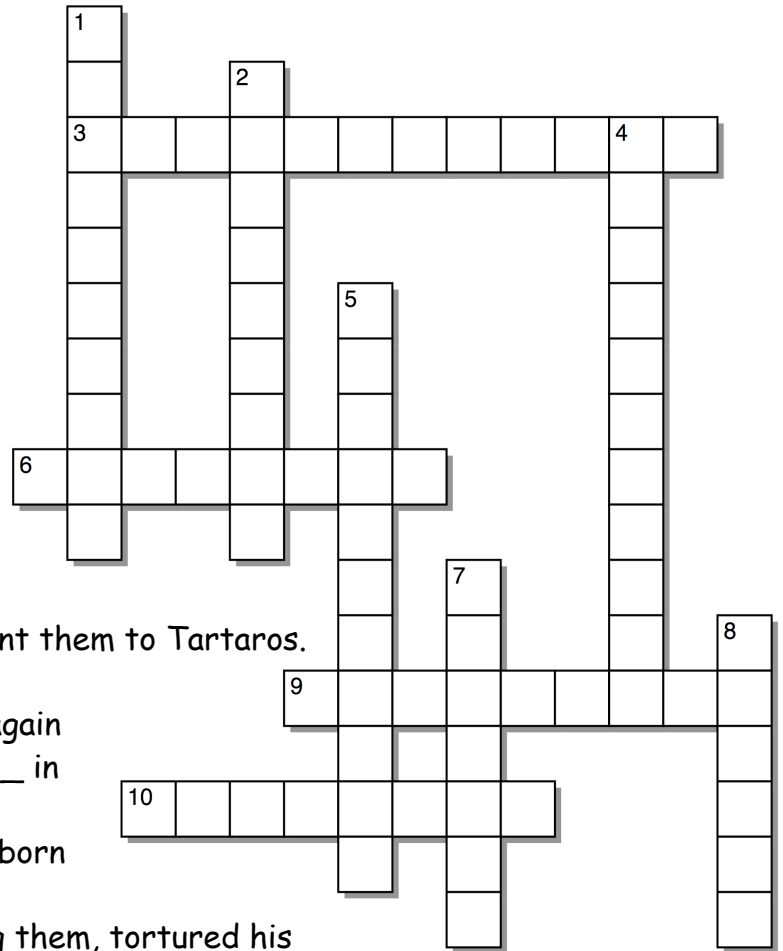 1
2
3 4
5
6
7
nt them to Tartaros.
8
9
gain
_ in
10
born
them, tortured his